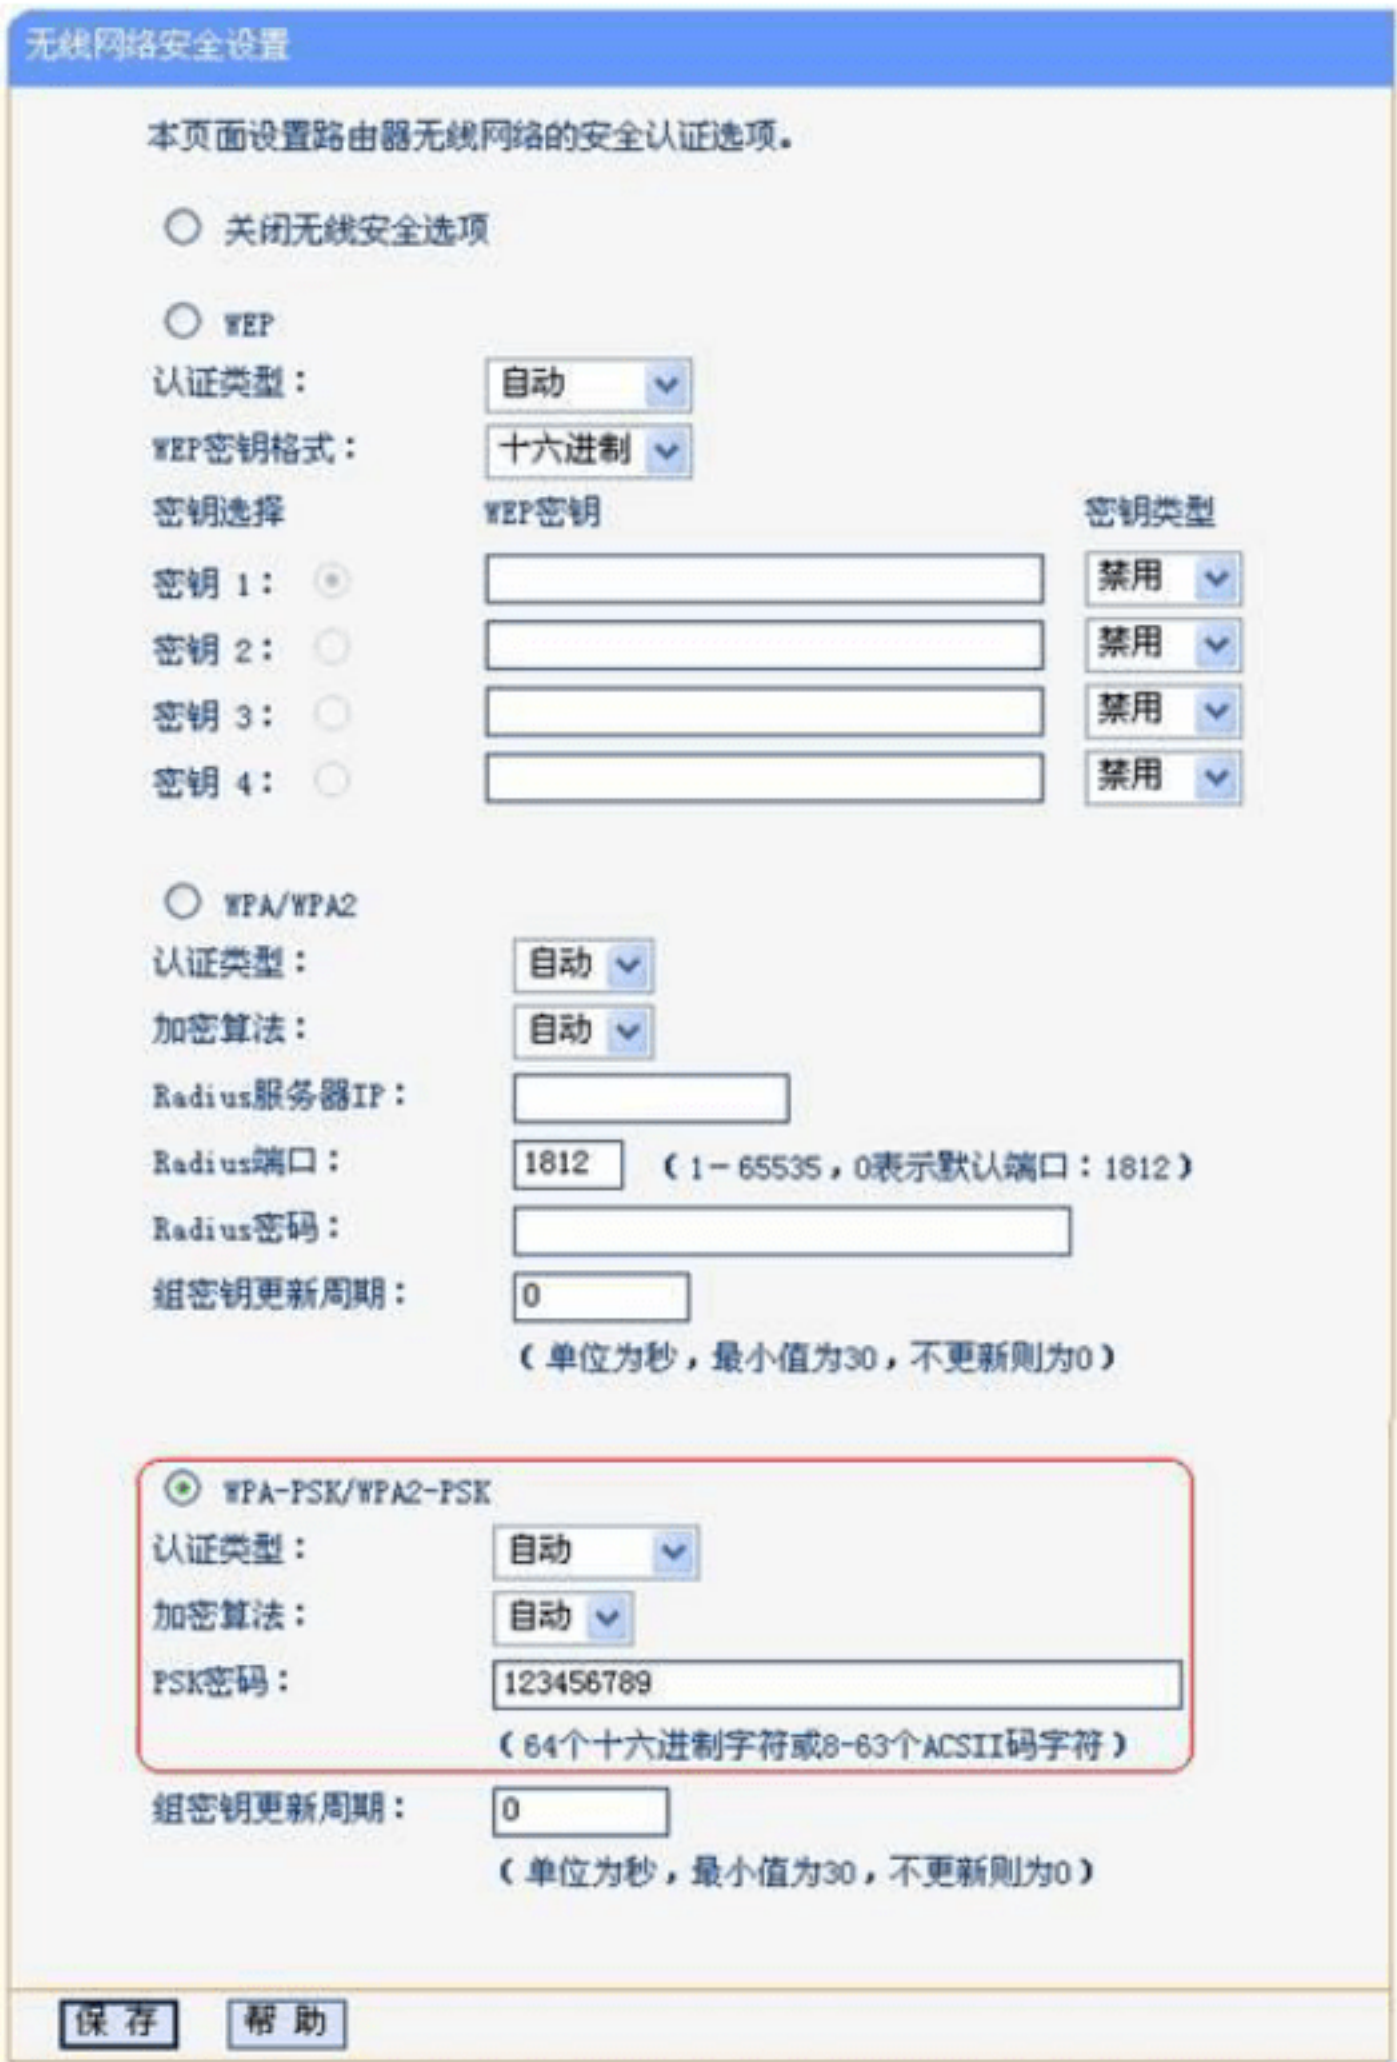 无线网络安全设置
本页面设置路由器无线网络的安全认证选项。
关闭无线安全选项
WEP
认证类型： 自动
WEP密钥格式： 十六进制
密钥选择 WEP密钥 密钥类型
密钥 1： 禁用
密钥 2： 禁用
密钥 3： 禁用
密钥 4： 禁用
WPA/WPA2
认证类型： 自动
加密算法： 自动
Radius服务器IP：
Radius端口： 1812 （1-65535，0表示默认端口：1812）
Radius密码：
组密钥更新周期： 0
（单位为秒，最小值为30，不更新则为0）
WPA-PSK/WPA2-PSK
认证类型： 自动
加密算法： 自动
PSK密码： 123456789
（64个十六进制字符或8-63个ACSII码字符）
组密钥更新周期： 0
（单位为秒，最小值为30，不更新则为0）
保 存 帮 助